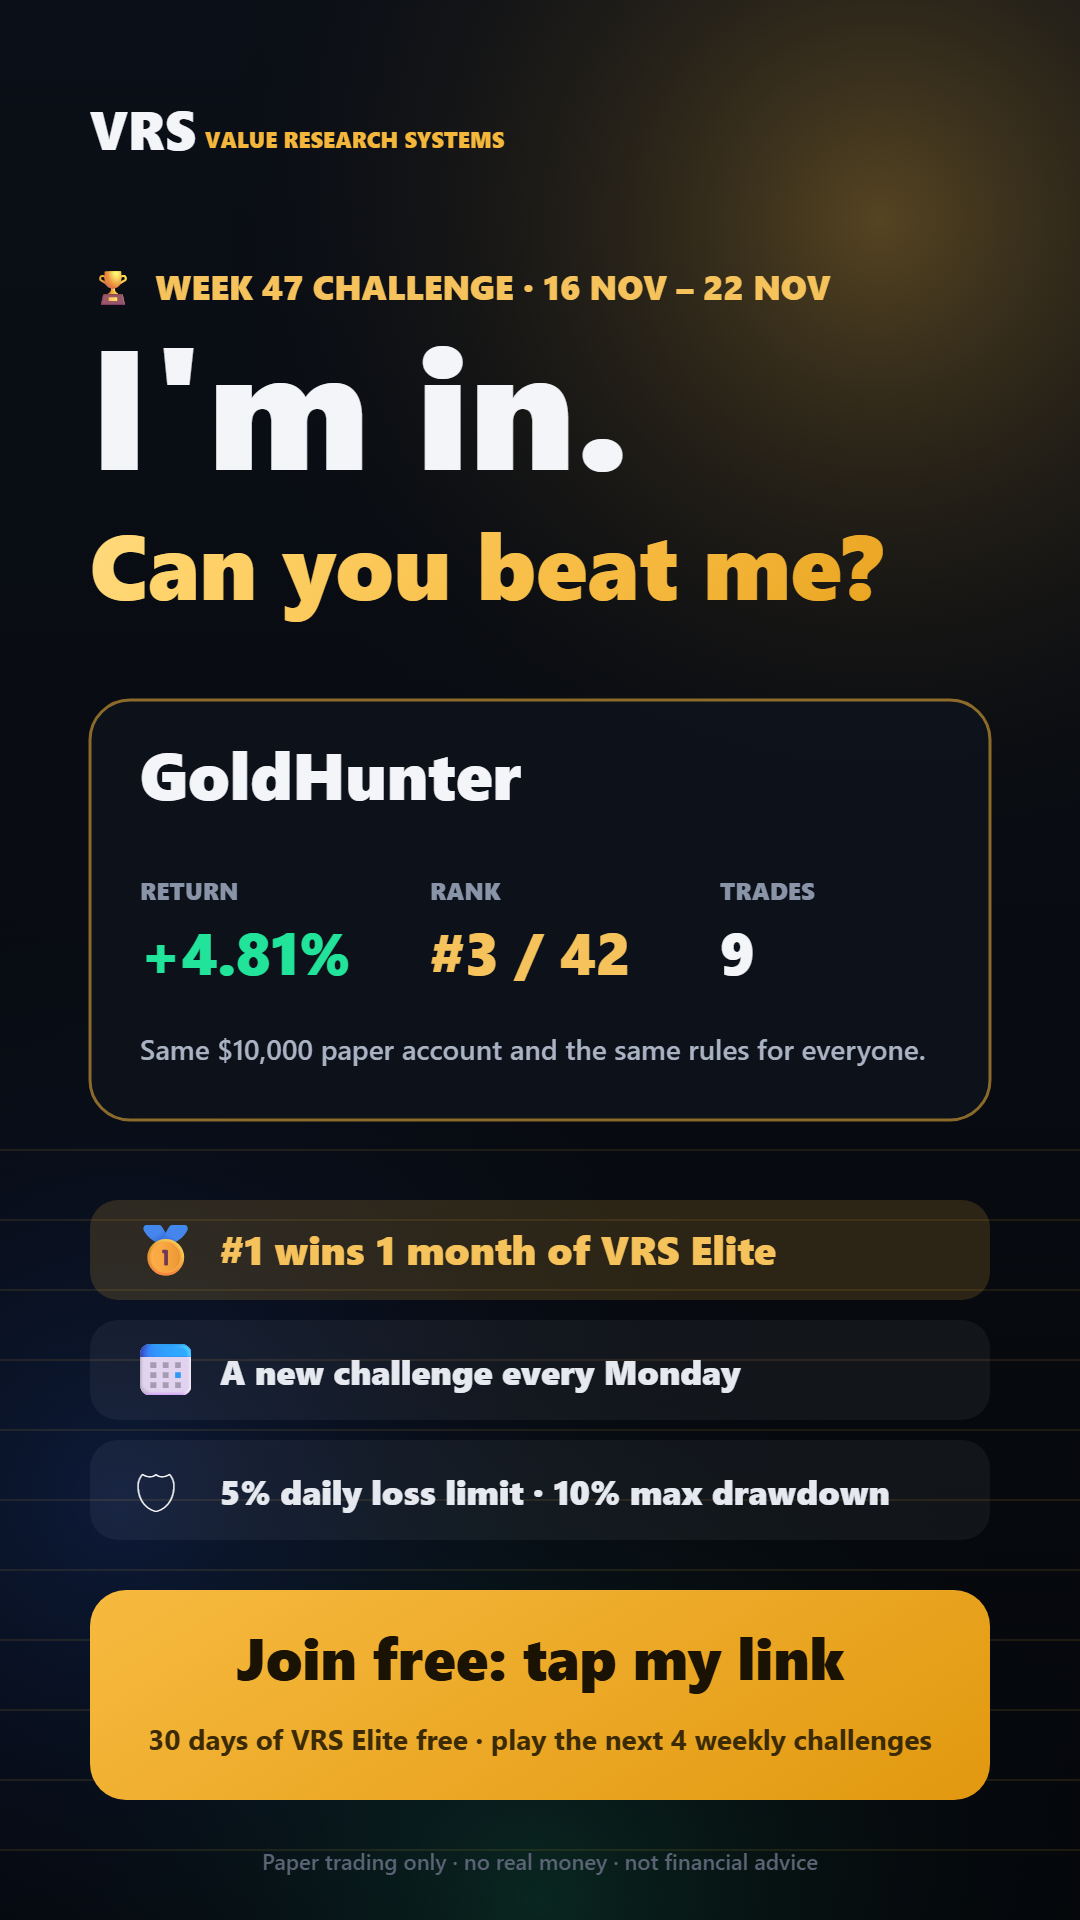 VRS VALUE RESEARCH SYSTEMS
WEEK 47 CHALLENGE · 16 NOV – 22 NOV
I'm in.
Can you beat me?
GoldHunter
RETURN RANK TRADES
+4.81% #3 / 42 9
Same $10,000 paper account and the same rules for everyone.
#1 wins 1 month of VRS Elite
A new challenge every Monday
5% daily loss limit · 10% max drawdown
Join free: tap my link
30 days of VRS Elite free · play the next 4 weekly challenges
Paper trading only · no real money · not financial advice